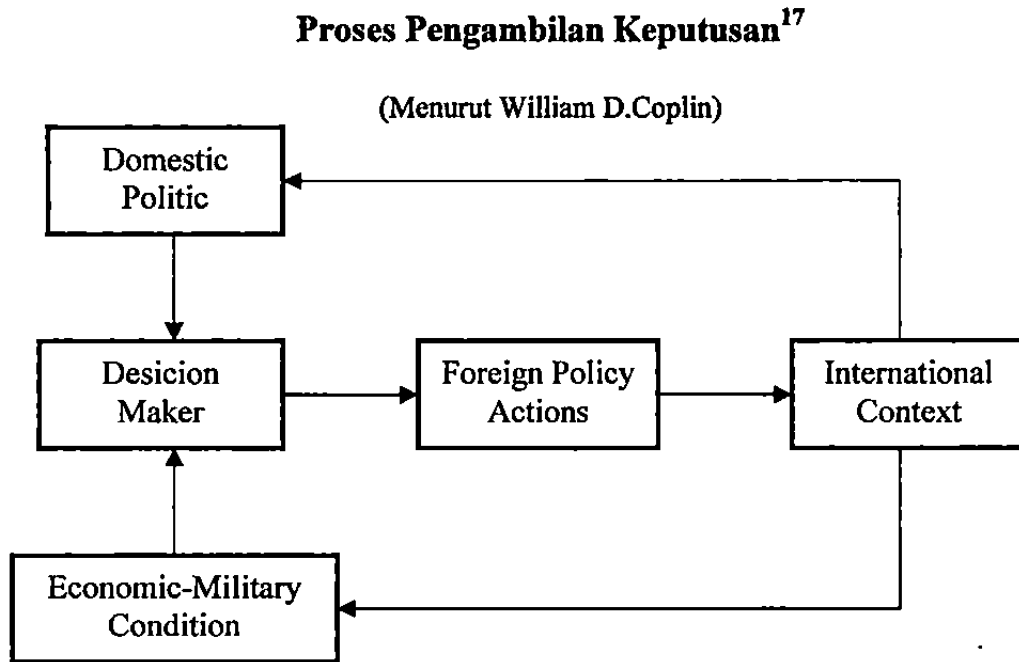 Proses Pengambilan Keputusan17
(Menurut William D.Coplin)
Domestic
Politic
Desicion
Maker
Foreign Policy
Actions
International
Context
Economic-Military
Condition